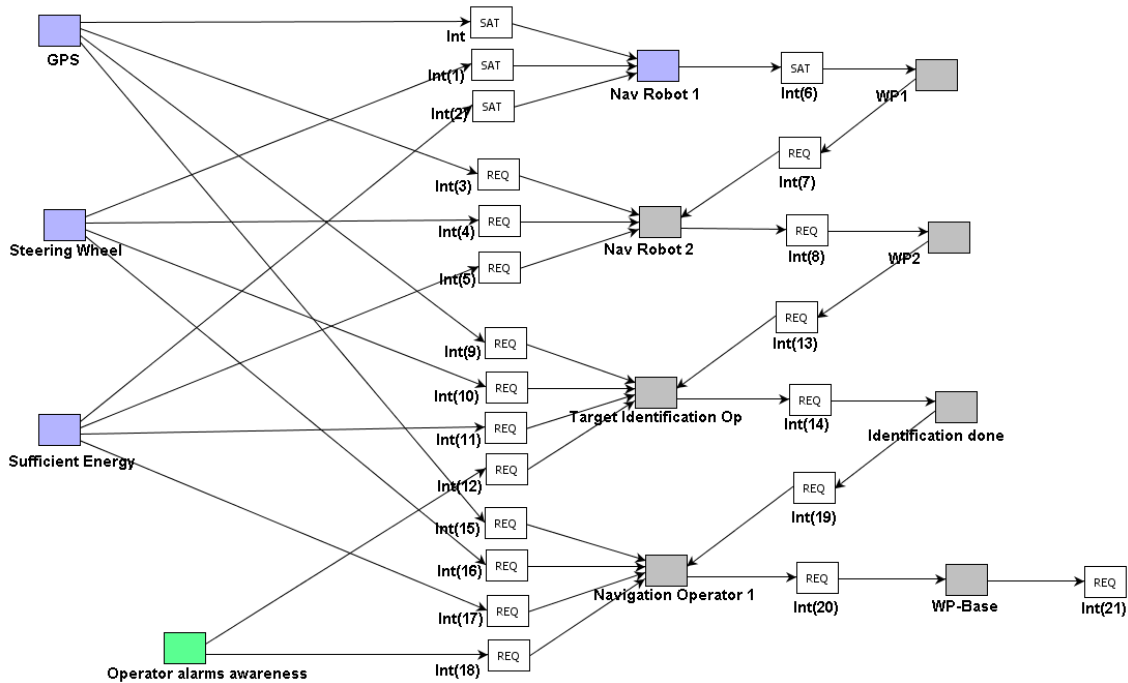 SAT
GPS
Int
SAT
Int(1)
Nav Robot 1
SAT
Int(6)
WP1
SAT
Int(2)
REQ
Int(3)
REQ
Int(7)
Steering Wheel
REQ
Int(4)
Nav Robot 2
REQ
Int(8)
WP2
REQ
Int(5)
REQ
Int(13)
REQ
Int(9)
REQ
Int(10)
Target Identification Op
REQ
Int(14)
Identification done
Sufficient Energy
REQ
Int(11)
REQ
Int(12)
REQ
Int(19)
REQ
Int(15)
REQ
Int(16)
Navigation Operator 1
REQ
Int(20)
WP-Base
REQ
Int(21)
REQ
Int(17)
Operator alarms awareness
REQ
Int(18)